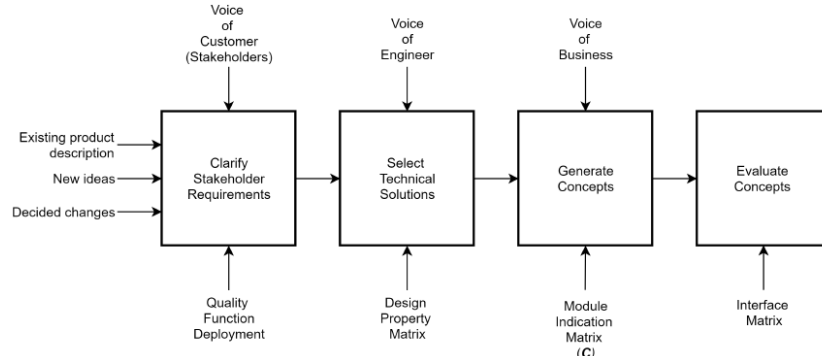 Voice
of
Customer
(Stakeholders)
Voice
of
Engineer
Voice
of
Business
Existing product
description
New ideas
Decided changes
Clarify
Stakeholder
Requirements
Select
Technical
Solutions
Generate
Concepts
Evaluate
Concepts
Quality
Function
Deployment
Design
Property
Matrix
Module
Indication
Matrix
(C)
Interface
Matrix